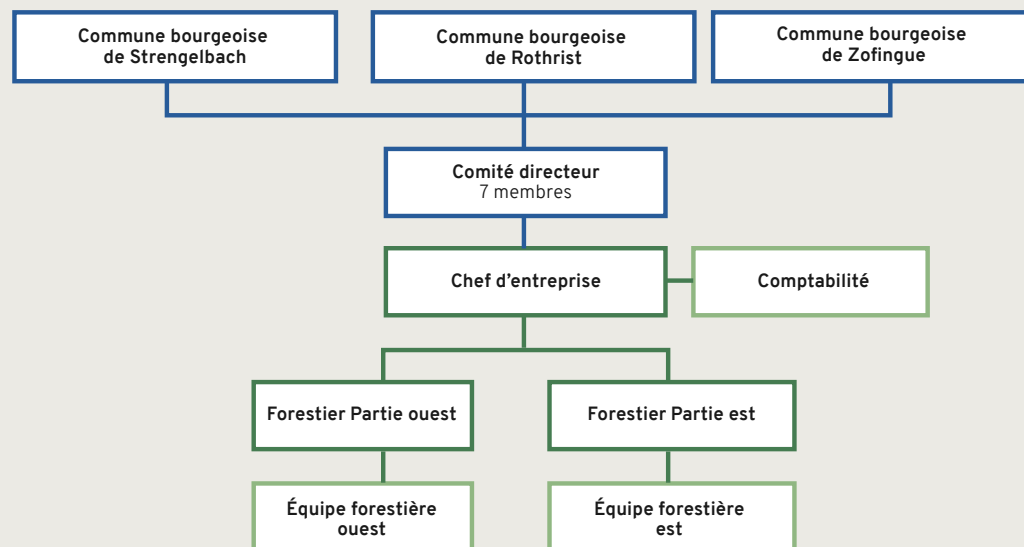 Commune bourgeoise
de Strengelbach
Commune bourgeoise
de Rothrist
Commune bourgeoise
de Zofingue
Comité directeur
7 membres
Chef d’entreprise
Comptabilité
Forestier Partie ouest
Forestier Partie est
Équipe forestière
ouest
Équipe forestière
est